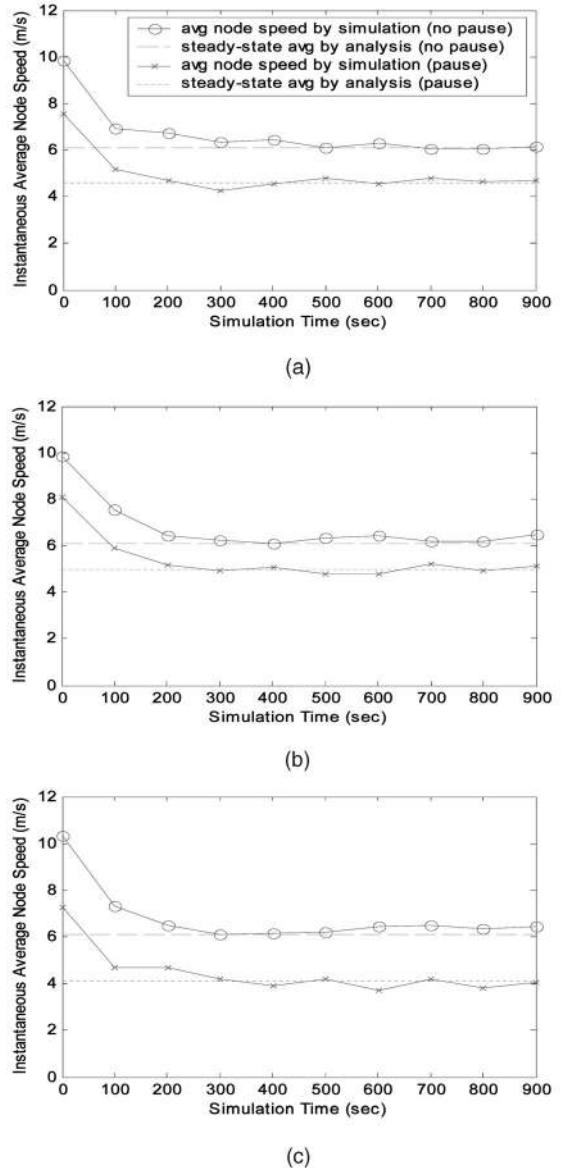 12
avg node speed by simulation (no pause)
steady-state avg by analysis (no pause)
avg node speed by simulation (pause)
steady-state avg by analysis (pause)
10
8
6
4
2
0
Instantaneous Average Node Speed (m/s)
0 100 200 300 400 500 600 700 800 900
Simulation Time (sec)
(a)
12
10
8
6
4
2
0
Instantaneous Average Node Speed (m/s)
0 100 200 300 400 500 600 700 800 900
Simulation Time (sec)
(b)
12
10
8
6
4
2
0
Instantaneous Average Node Speed (m/s)
0 100 200 300 400 500 600 700 800 900
Simulation Time (sec)
(c)